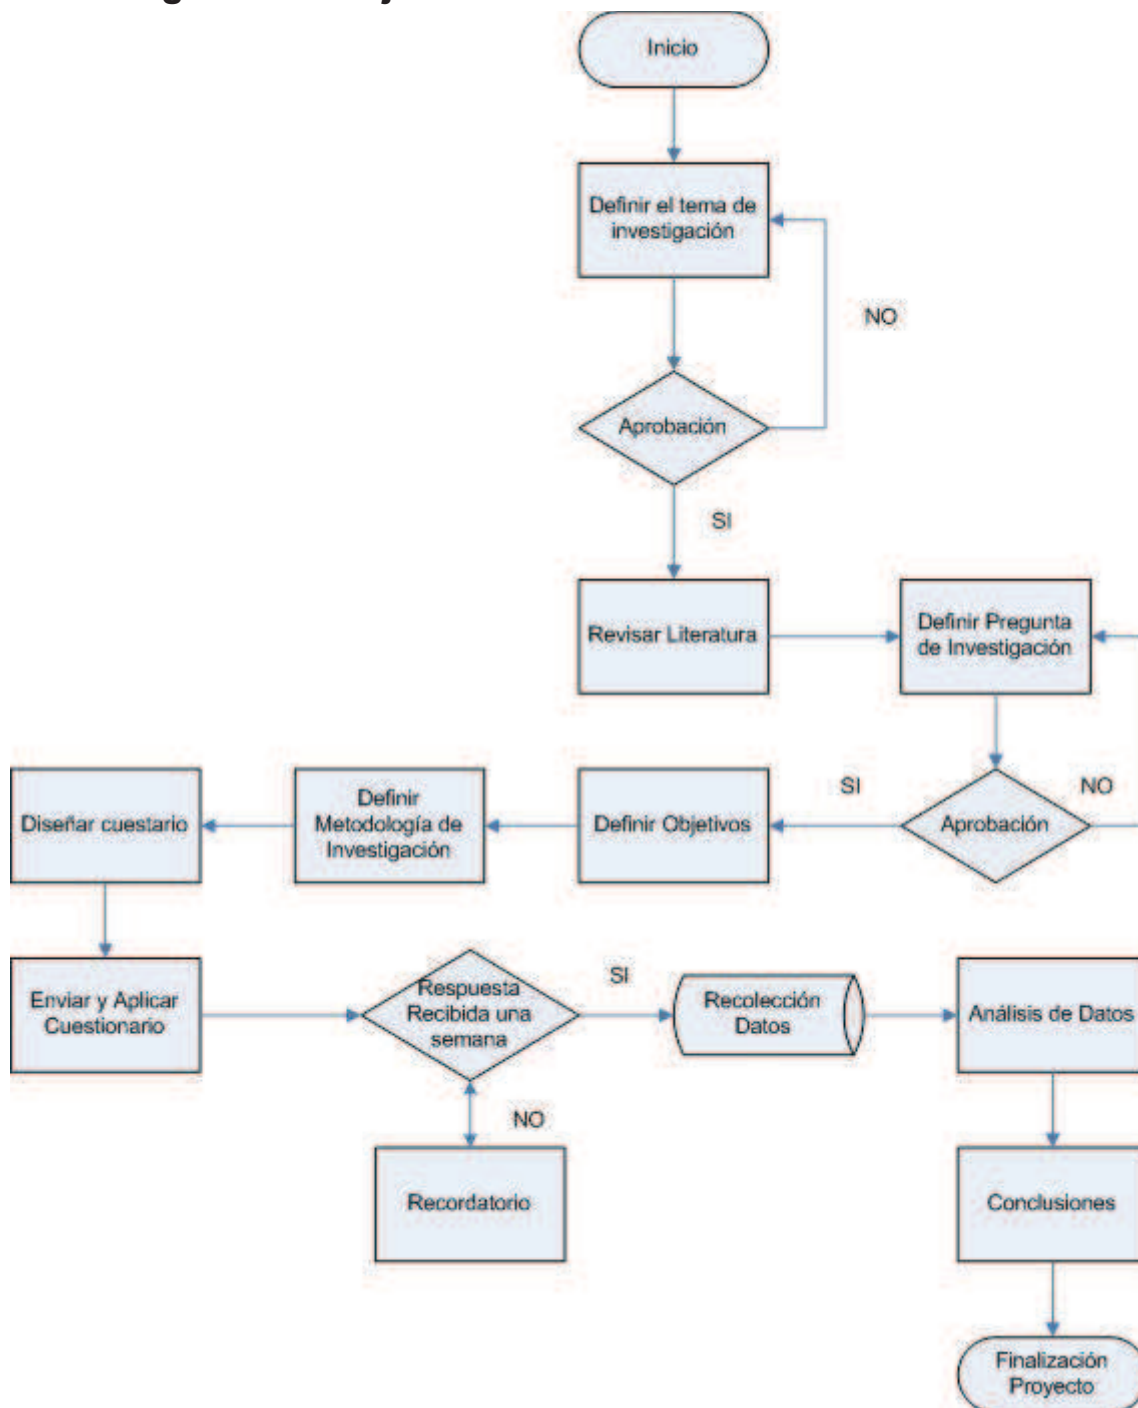 Inicio
Definir el tema de
investigación
NO
Aprobación
SI
Revisar Literatura
Definir Pregunta
de Investigación
SI
NO
Diseñar cuestario
Definir
Metodología de
Investigación
Definir Objetivos
Aprobación
Enviar y Aplicar
Cuestionario
Respuesta
Recibida una
semana
SI
Recolección
Datos
Análisis de Datos
NO
Recordatorio
Conclusiones
Finalización
Proyecto